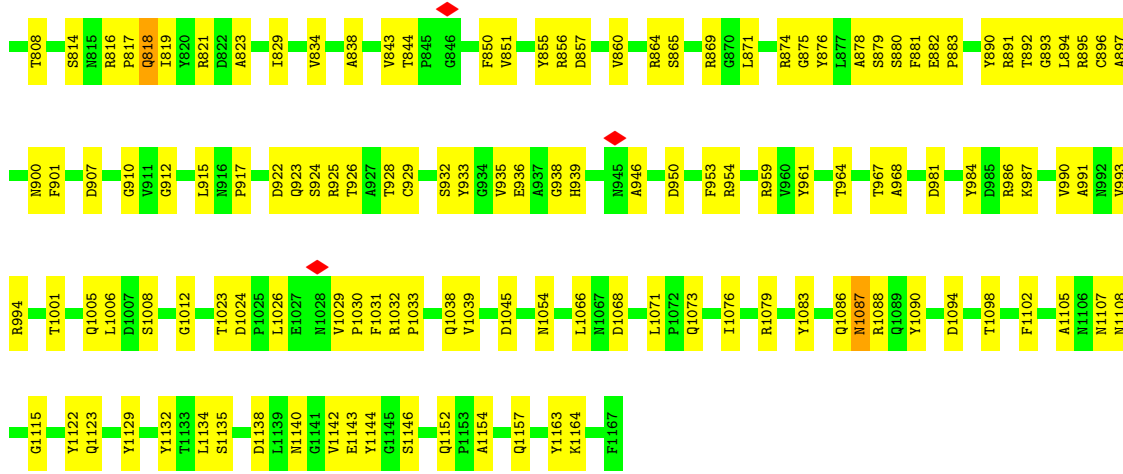 T808 S814 N815 R816 P817 Q818 I819 Y820 R821 D822 A823 I829 V834 A838 V843 T844 P845 G846 F850 V851 Y855 R856 D857 V860 R864 S865 R869 G870 L871 R874 G875 Y876 L877 A878 S879 S880 F881 E882 P883 Y890 R891 T892 G893 L894 R895 C896 A897
N900 F901 D907 G910 V911 G912 L915 N916 P917 D922 Q923 S924 R925 T926 A927 T928 C929 S932 Y933 G934 V935 E936 A937 G938 H939 N945 A946 D950 F953 R954 R959 V960 Y961 T964 T967 A968 D981 Y984 D985 R986 K987 V990 A991 N992 V993
R994 T1001 Q1005 L1006 D1007 S1008 G1012 T1023 D1024 P1025 L1026 E1027 N1028 V1029 P1030 F1031 R1032 P1033 Q1038 V1039 D1045 N1054 L1066 N1067 D1068 L1071 P1072 Q1073 I1076 R1079 Y1083 Q1086 N1087 R1088 Q1089 Y1090 D1094 T1098 F1102 A1105 N1106 N1107 N1108
G1115 Y1122 Q1123 Y1129 Y1132 T1133 L1134 S1135 D1138 L1139 N1140 G1141 V1142 E1143 Y1144 G1145 S1146 Q1152 P1153 A1154 Q1157 Y1163 K1164 F1167